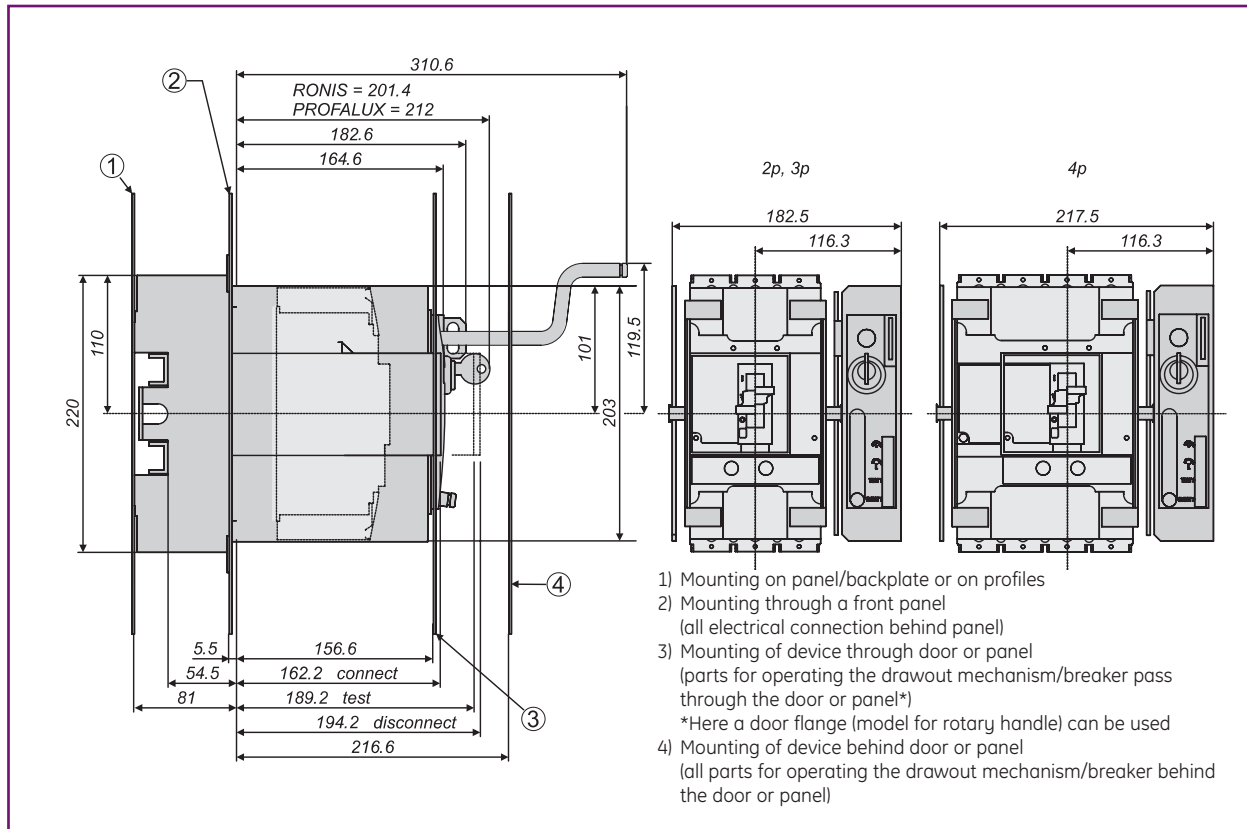 310.6
RONIS = 201.4
PROFALUX = 212
182.6
164.6
2
1
2p, 3p
4p
182.5
116.3
217.5
116.3
110
220
101
119.5
203
5.5
156.6
54.5
162.2 connect
81
189.2 test
194.2 disconnect
216.6
3
4
1) Mounting on panel/backplate or on profiles
2) Mounting through a front panel
(all electrical connection behind panel)
3) Mounting of device through door or panel
(parts for operating the drawout mechanism/breaker pass
through the door or panel*)
*Here a door flange (model for rotary handle) can be used
4) Mounting of device behind door or panel
(all parts for operating the drawout mechanism/breaker behind
the door or panel)